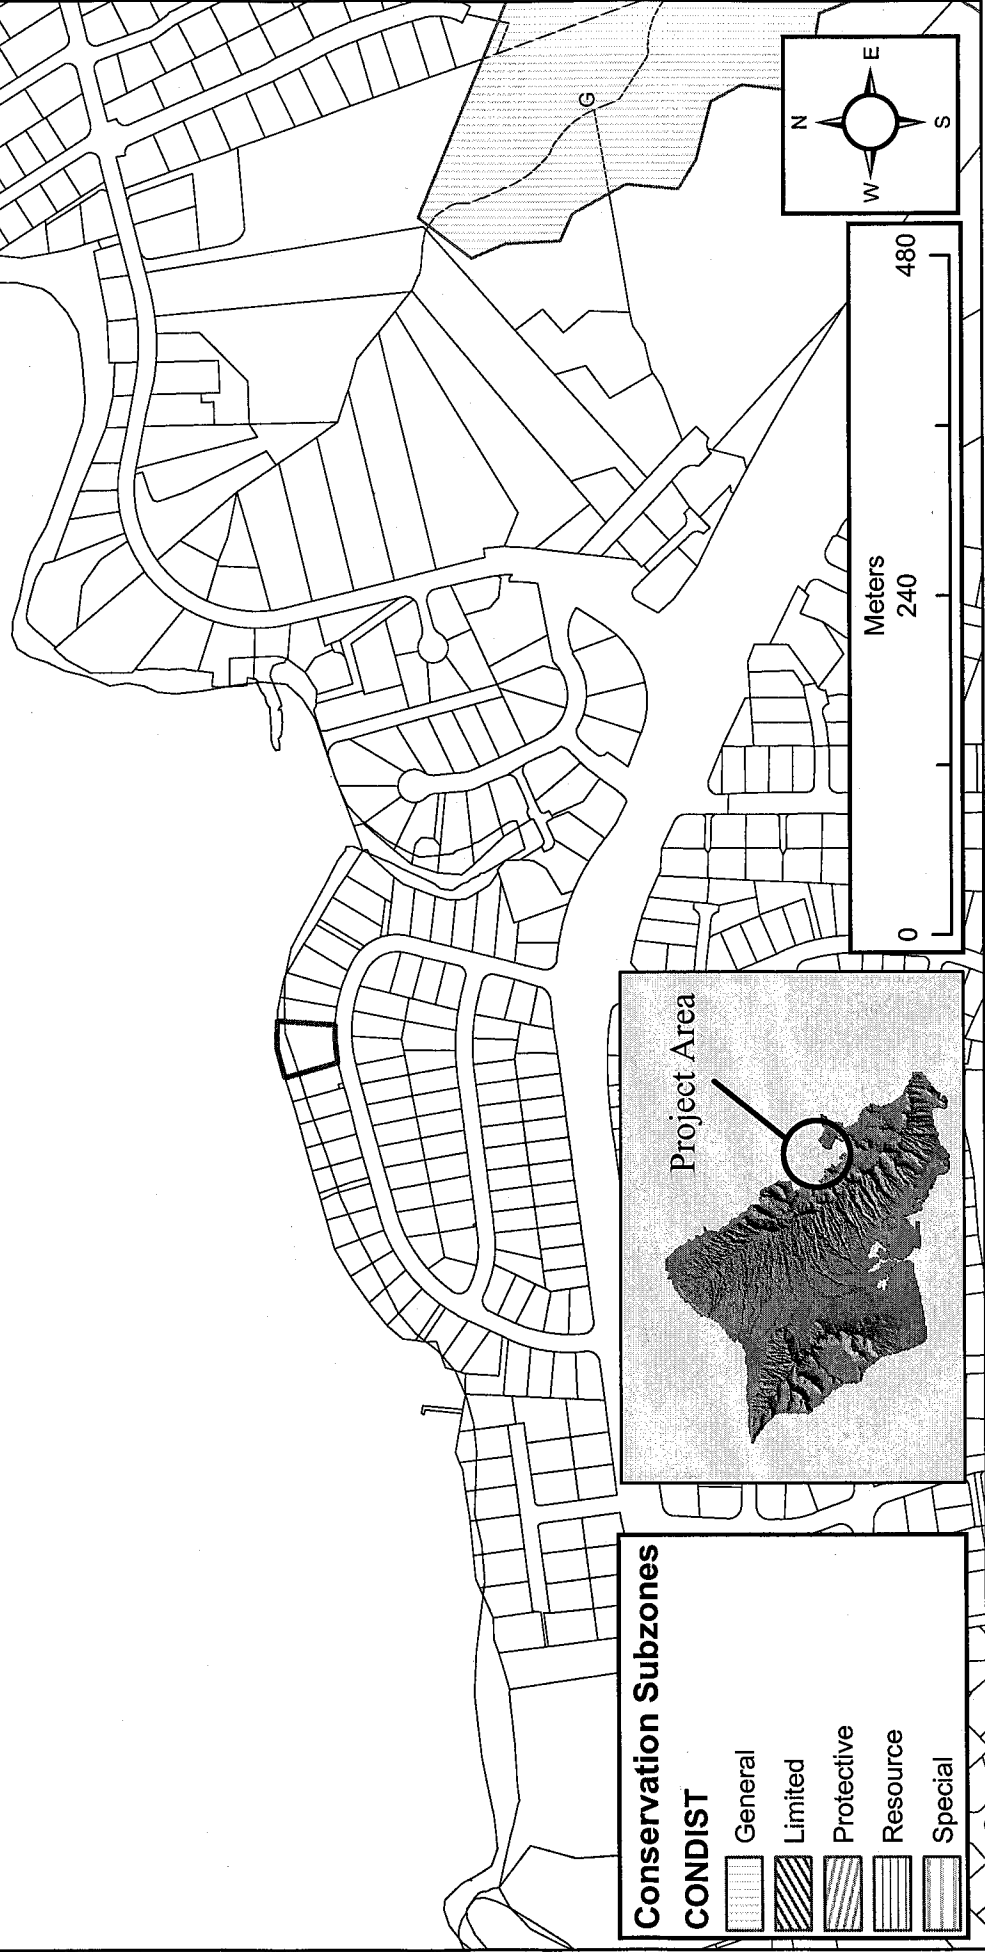 G
N
W
E
S
Meters
0
240
480
Project Area
Conservation Subzones
CONDIST
General
Limited
Protective
Resource
Special